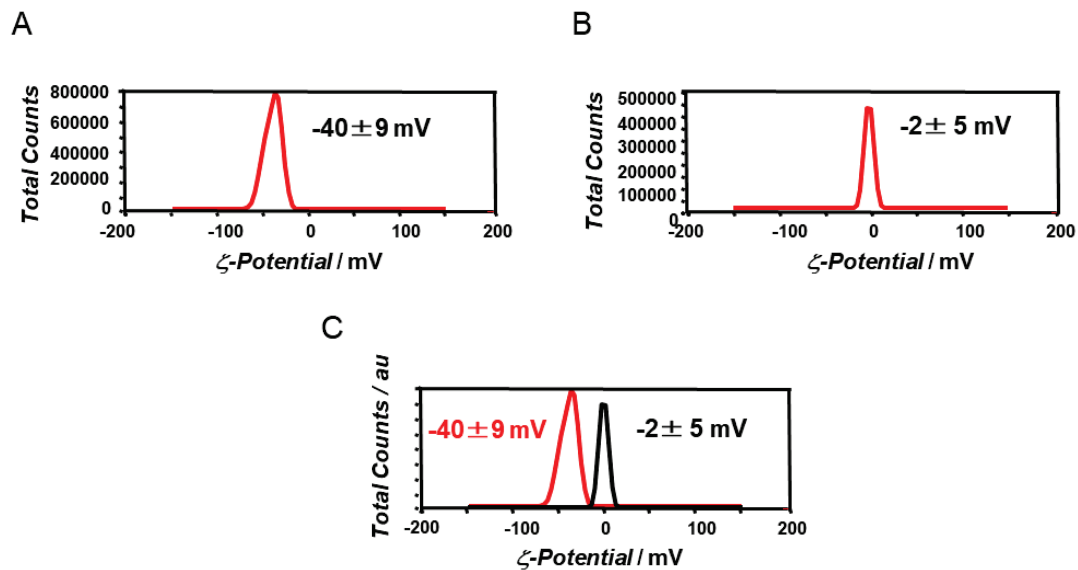 A
800000
600000
400000
200000
0
Total Counts
-40±9 mV
-200
-100
0
100
200
ζ-Potential / mV
B
500000
400000
300000
200000
100000
0
Total Counts
-2± 5 mV
-200
-100
0
100
200
ζ-Potential / mV
C
Total Counts / au
-40±9 mV
-2± 5 mV
-200
-100
0
100
200
ζ-Potential / mV